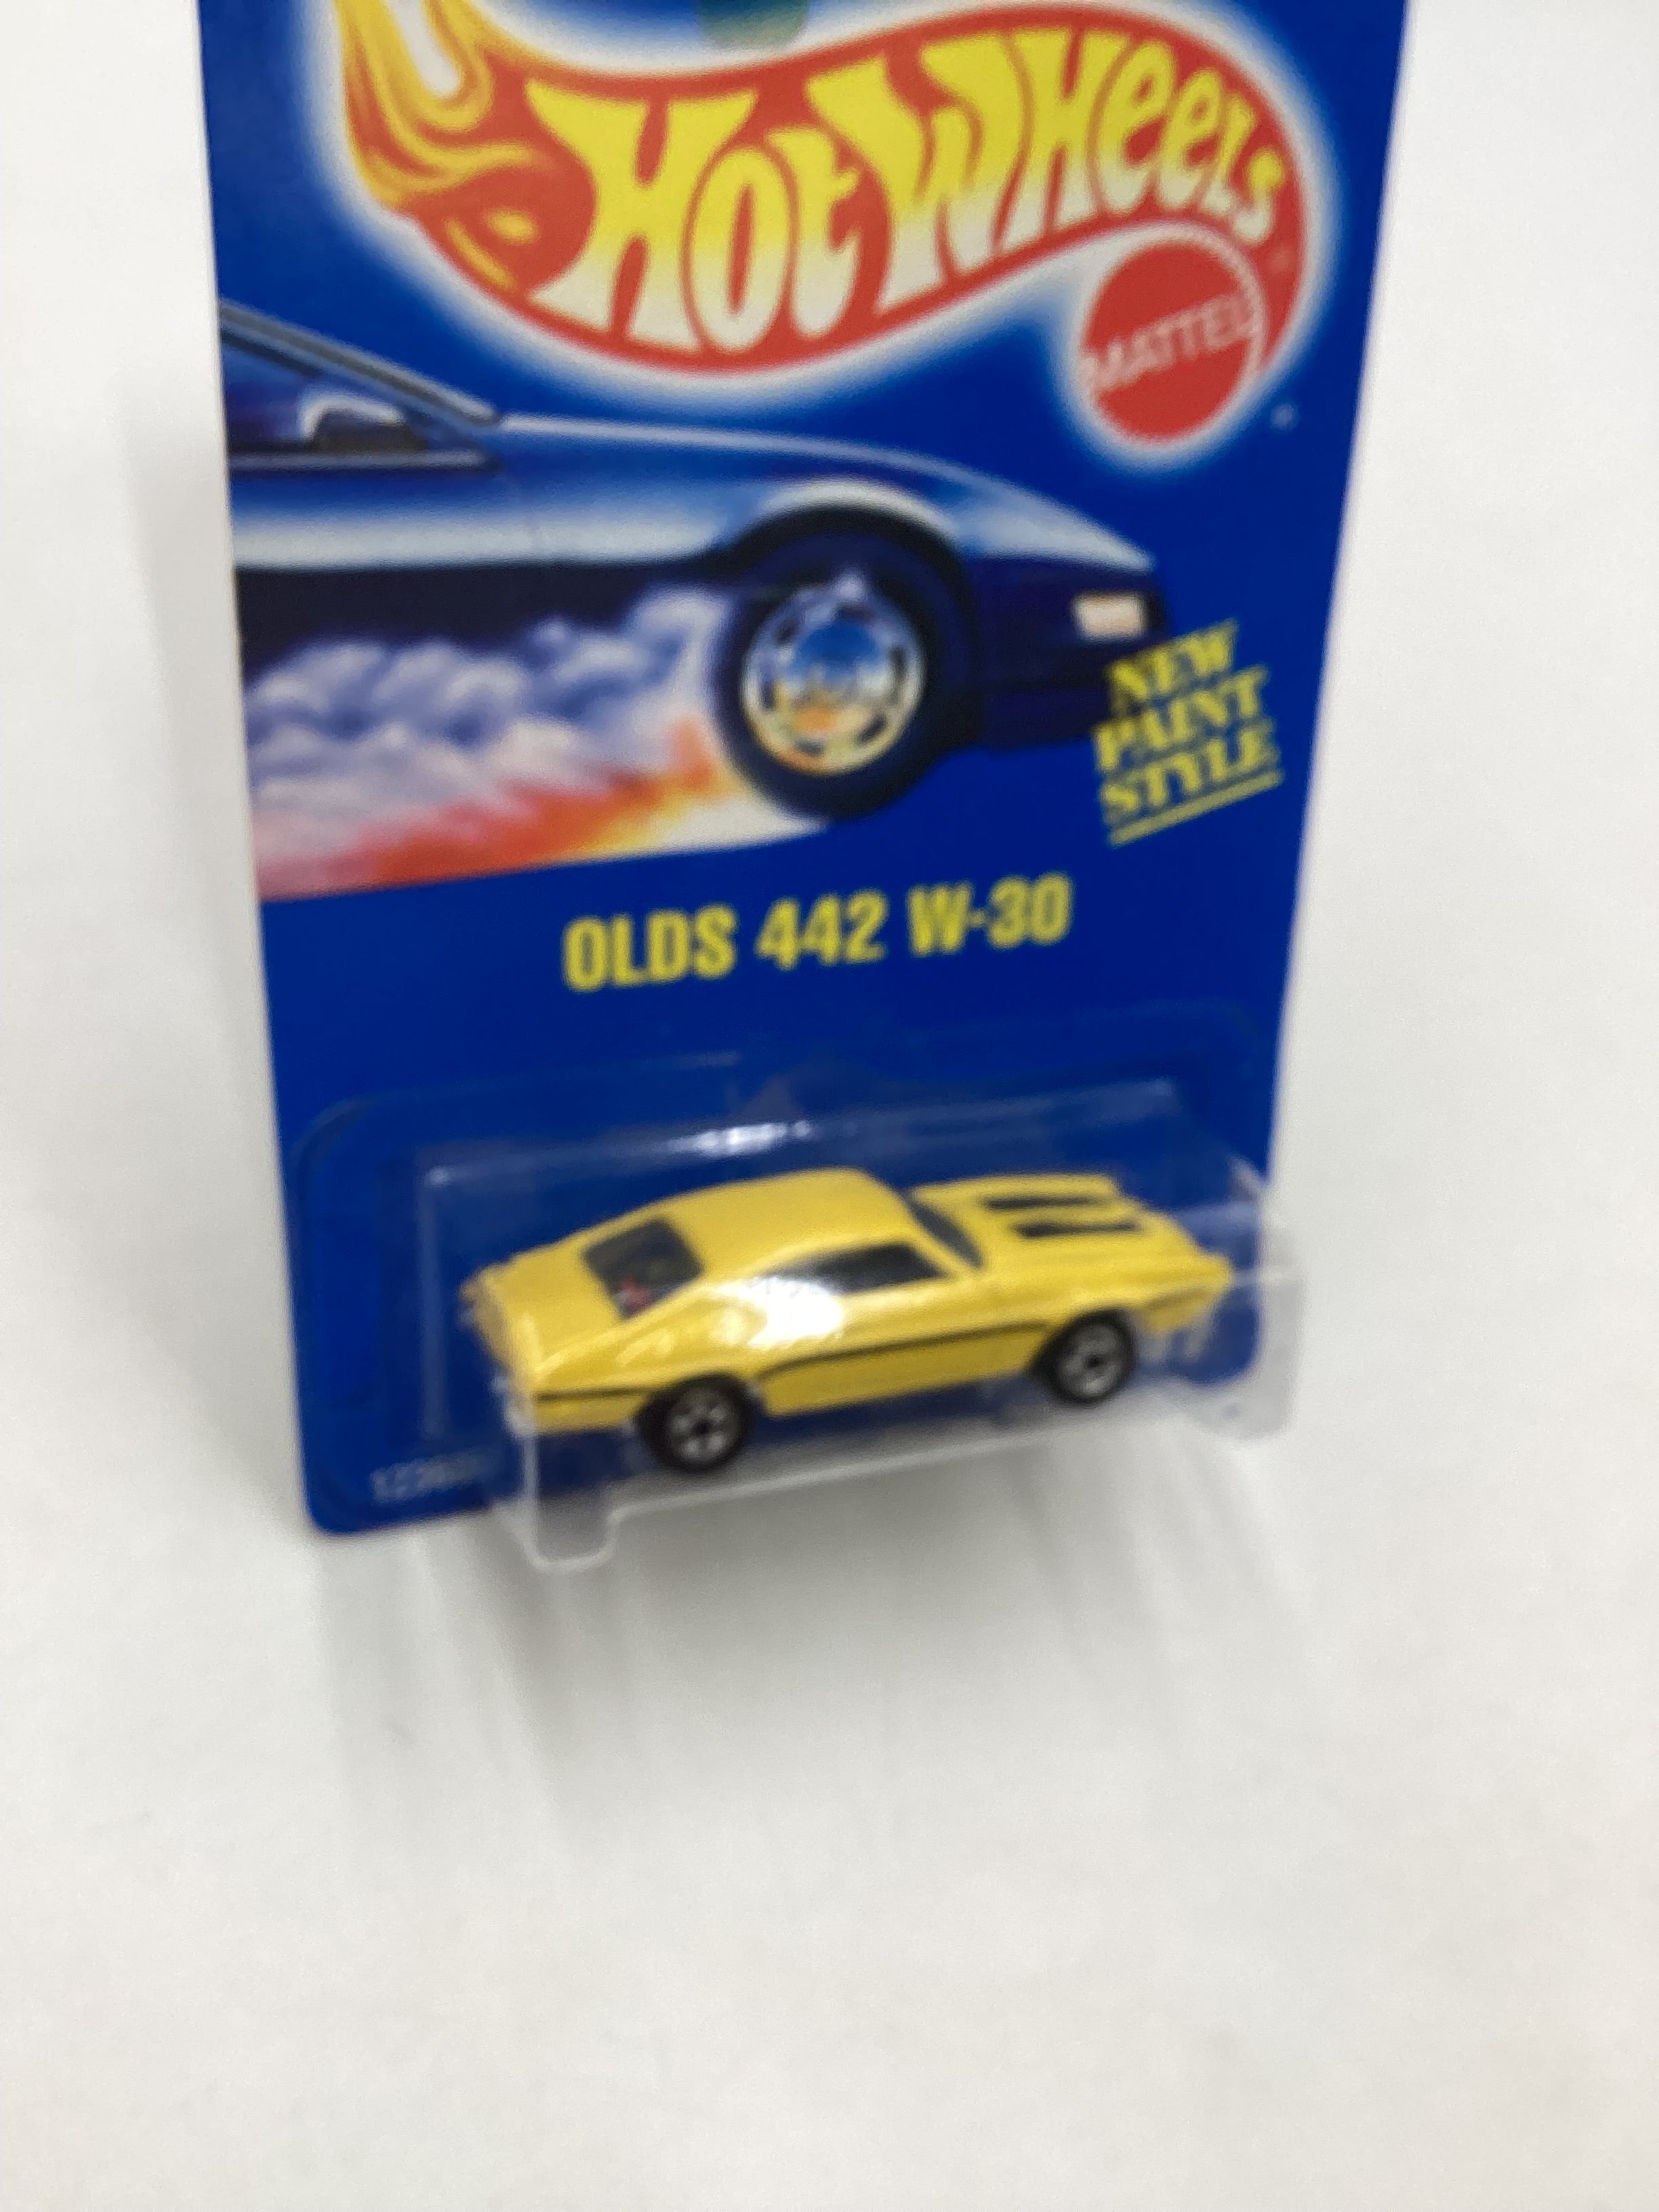 HOT WHEELS
MATTEL
NEW
PAINT
STYLE
OLDS 442 W-30